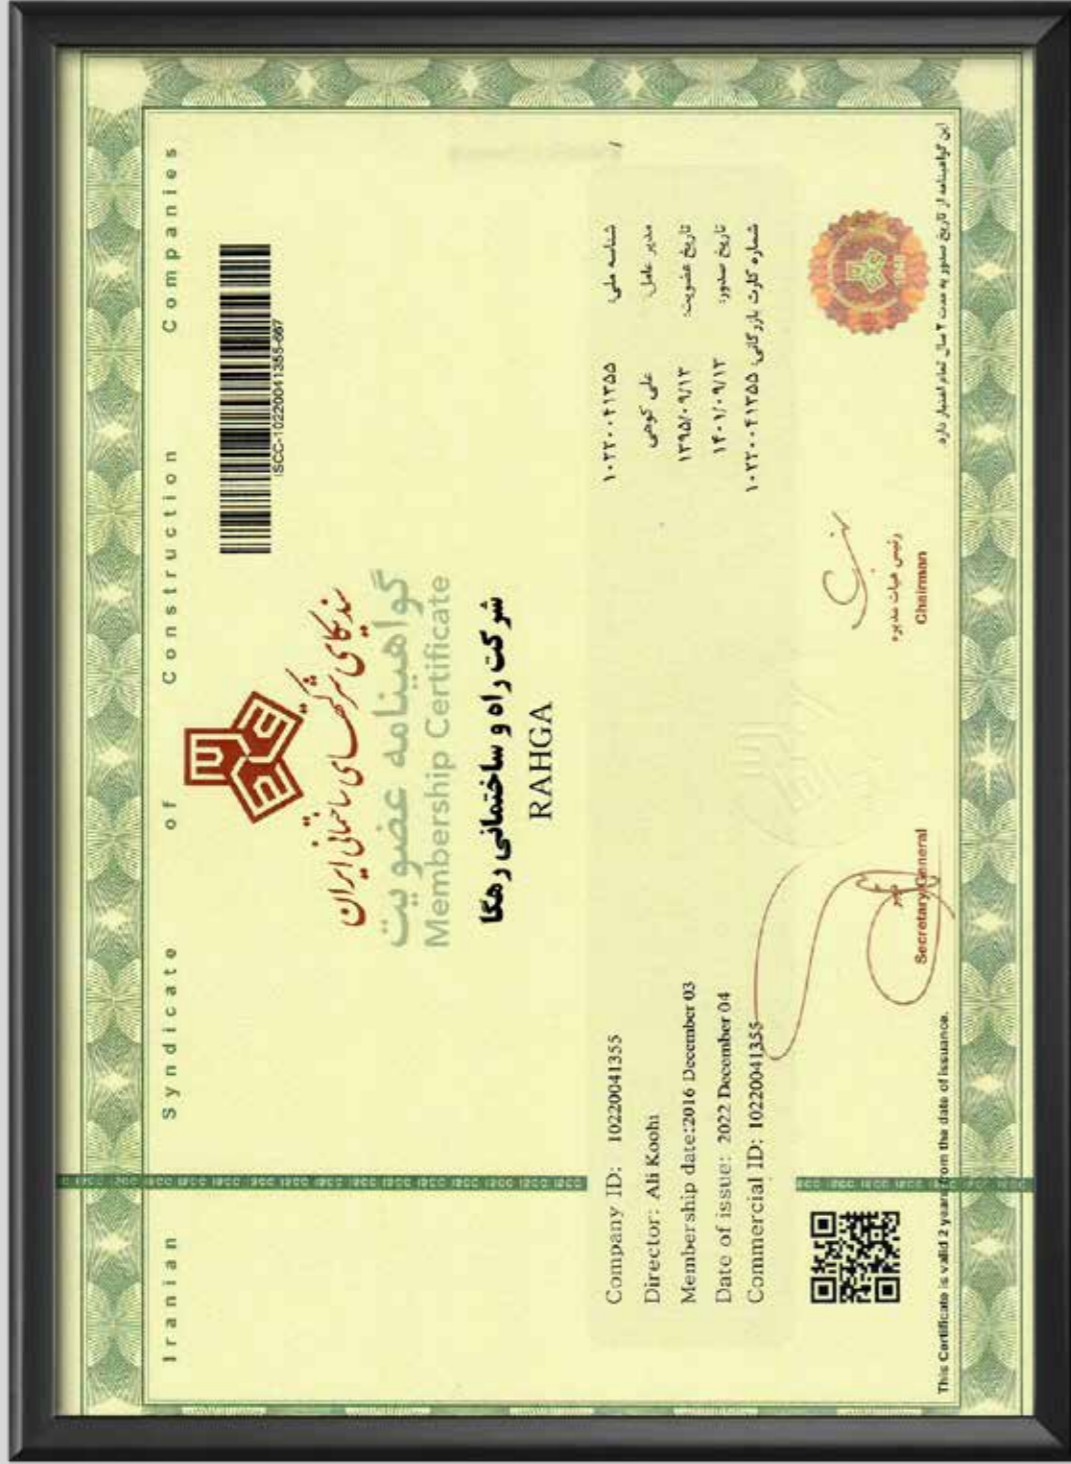 Iranian Syndicate of Construction Companies
ISCC-10220041355-667
سندیکای شرکتهای ساختمانی ایران
گواهینامه عضویت
Membership Certificate
شرکت راه و ساختمانی رهگا
RAHGA
Company ID: 10220041355
شناسه ملی: ۱۰۲۲۰۰۴۱۳۵۵
Director: Ali Koohi
مدیر عامل: علی کوهی
Membership date:2016 December 03
تاریخ عضویت: ۱۳۹۵/۰۹/۱۳
Date of issue: 2022 December 04
تاریخ صدور: ۱۴۰۱/۰۹/۱۳
Commercial ID: 10220041355
شماره کارت بازرگانی: ۱۰۲۲۰۰۴۱۳۵۵
دبیر
Secretary General
رئیس هیات مدیره
Chairman
This Certificate is valid 2 years from the date of issuance.
این گواهینامه از تاریخ صدور به مدت ۲ سال تمام اعتبار دارد.